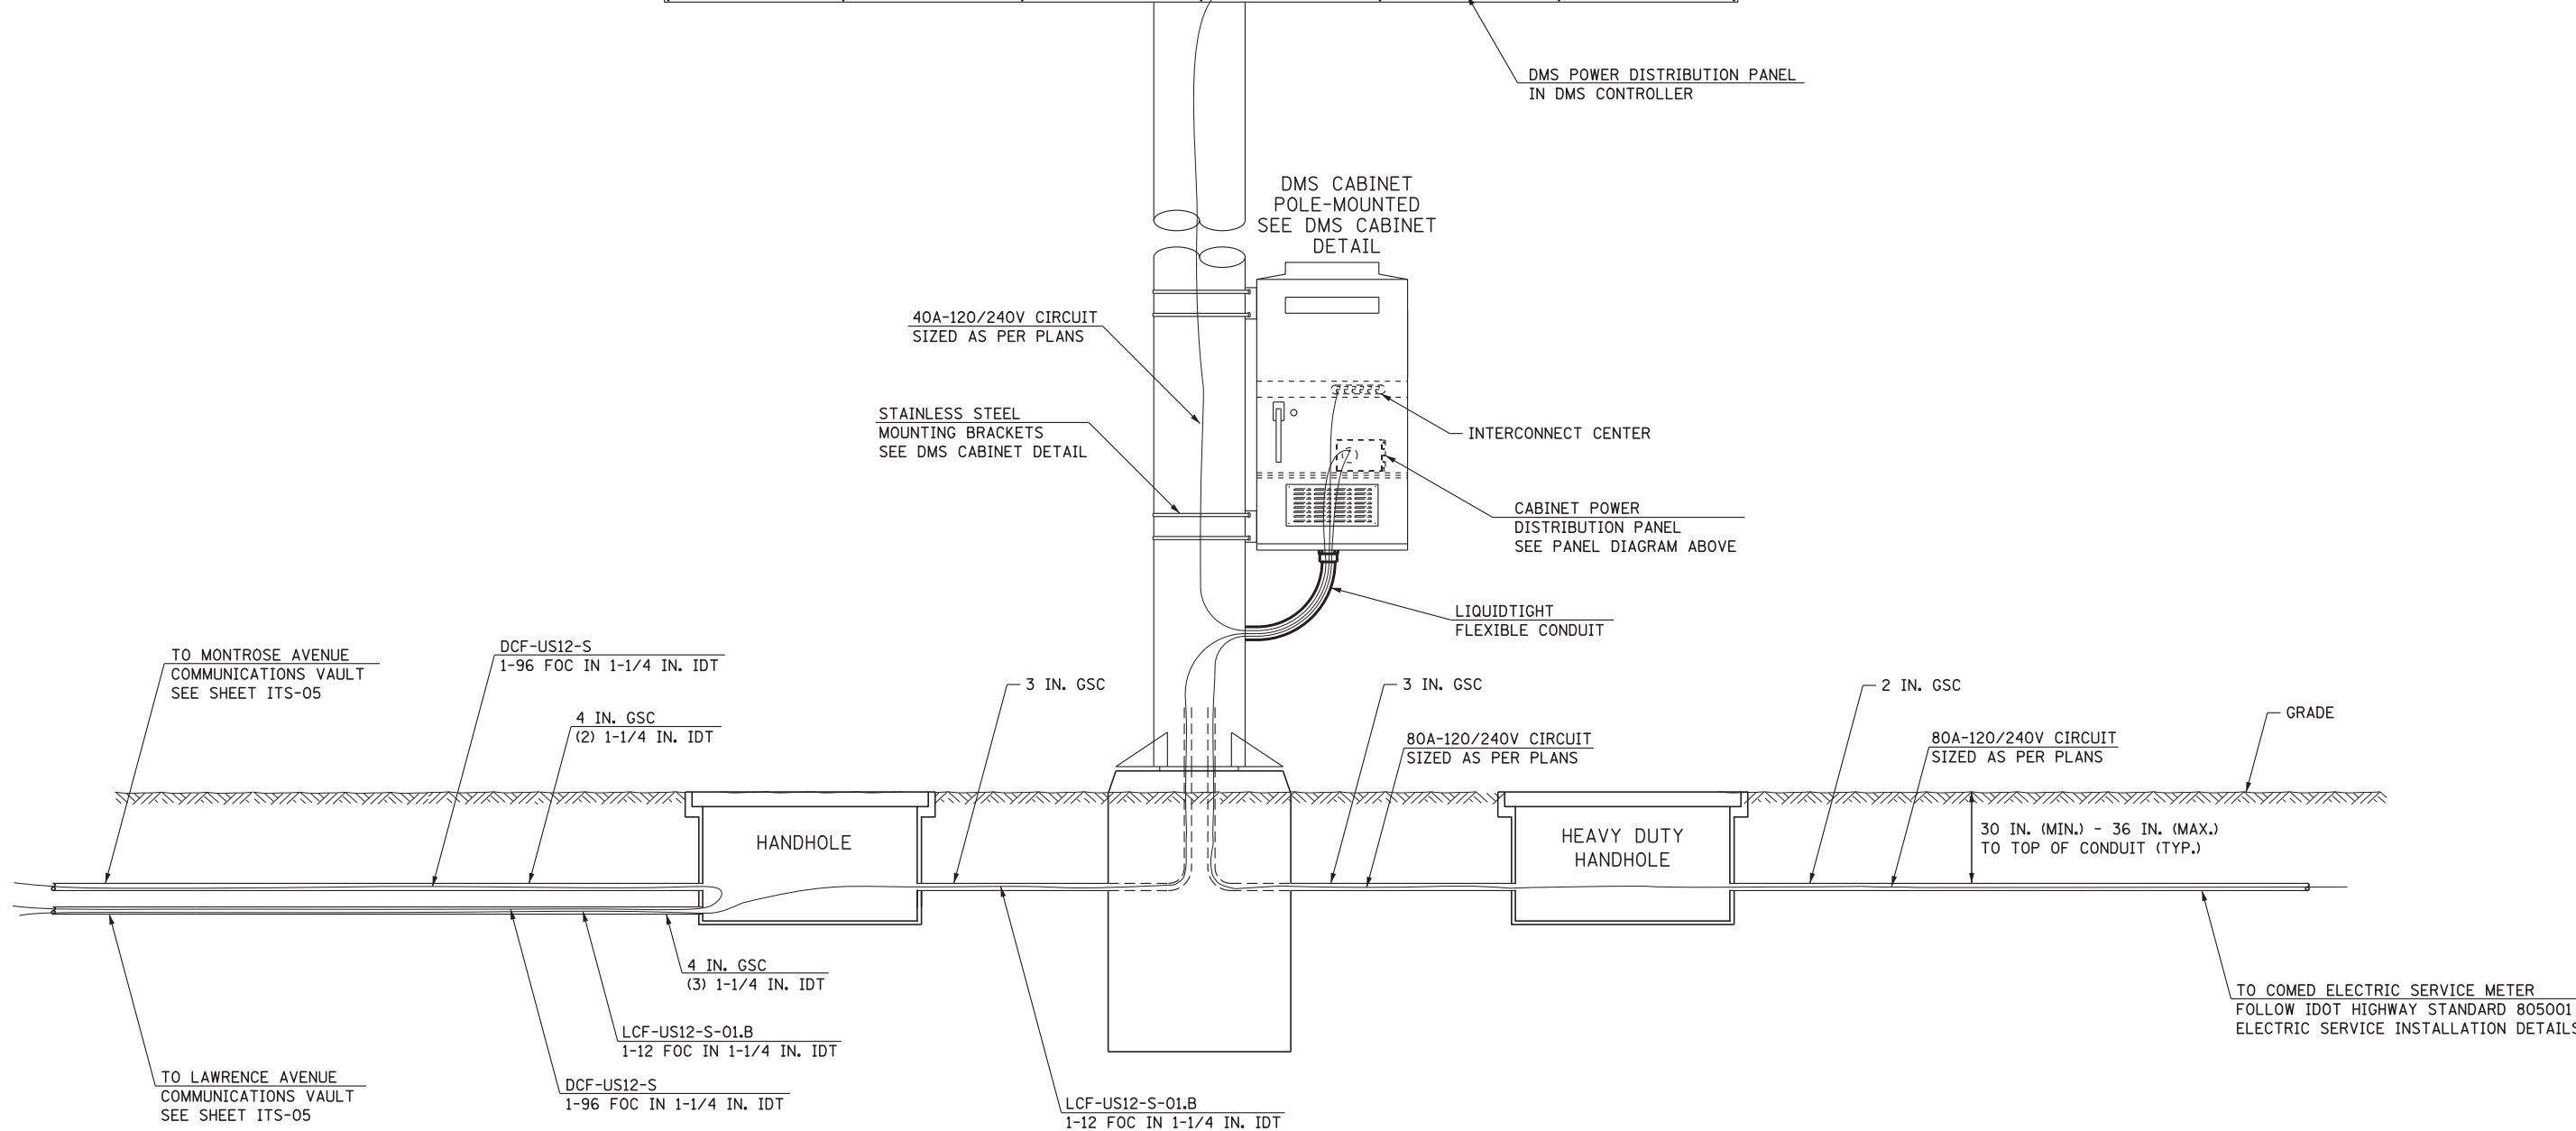 DMS POWER DISTRIBUTION PANEL
IN DMS CONTROLLER
DMS CABINET
POLE-MOUNTED
SEE DMS CABINET
DETAIL
40A-120/240V CIRCUIT
SIZED AS PER PLANS
STAINLESS STEEL
MOUNTING BRACKETS
SEE DMS CABINET DETAIL
INTERCONNECT CENTER
CABINET POWER
DISTRIBUTION PANEL
SEE PANEL DIAGRAM ABOVE
LIQUIDTIGHT
FLEXIBLE CONDUIT
TO MONTROSE AVENUE
COMMUNICATIONS VAULT
SEE SHEET ITS-05
DCF-US12-S
1-96 FOC IN 1-1/4 IN. IDT
4 IN. GSC
(2) 1-1/4 IN. IDT
3 IN. GSC
3 IN. GSC
80A-120/240V CIRCUIT
SIZED AS PER PLANS
2 IN. GSC
80A-120/240V CIRCUIT
SIZED AS PER PLANS
GRADE
HANDHOLE
HEAVY DUTY
HANDHOLE
30 IN. (MIN.) - 36 IN. (MAX.)
TO TOP OF CONDUIT (TYP.)
4 IN. GSC
(3) 1-1/4 IN. IDT
LCF-US12-S-01.B
1-12 FOC IN 1-1/4 IN. IDT
DCF-US12-S
1-96 FOC IN 1-1/4 IN. IDT
TO LAWRENCE AVENUE
COMMUNICATIONS VAULT
SEE SHEET ITS-05
LCF-US12-S-01.B
1-12 FOC IN 1-1/4 IN. IDT
TO COMED ELECTRIC SERVICE METER
FOLLOW IDOT HIGHWAY STANDARD 805001
ELECTRIC SERVICE INSTALLATION DETAILS